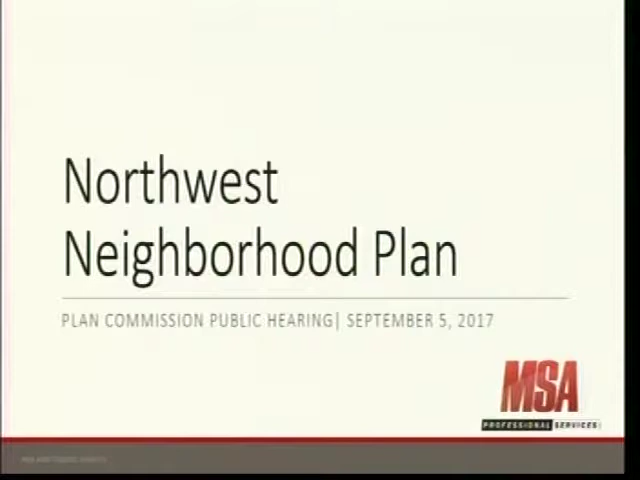 Northwest
Neighborhood Plan
PLAN COMMISSION PUBLIC HEARING| SEPTEMBER 5, 2017
MSA
PROFESSIONAL SERVICES